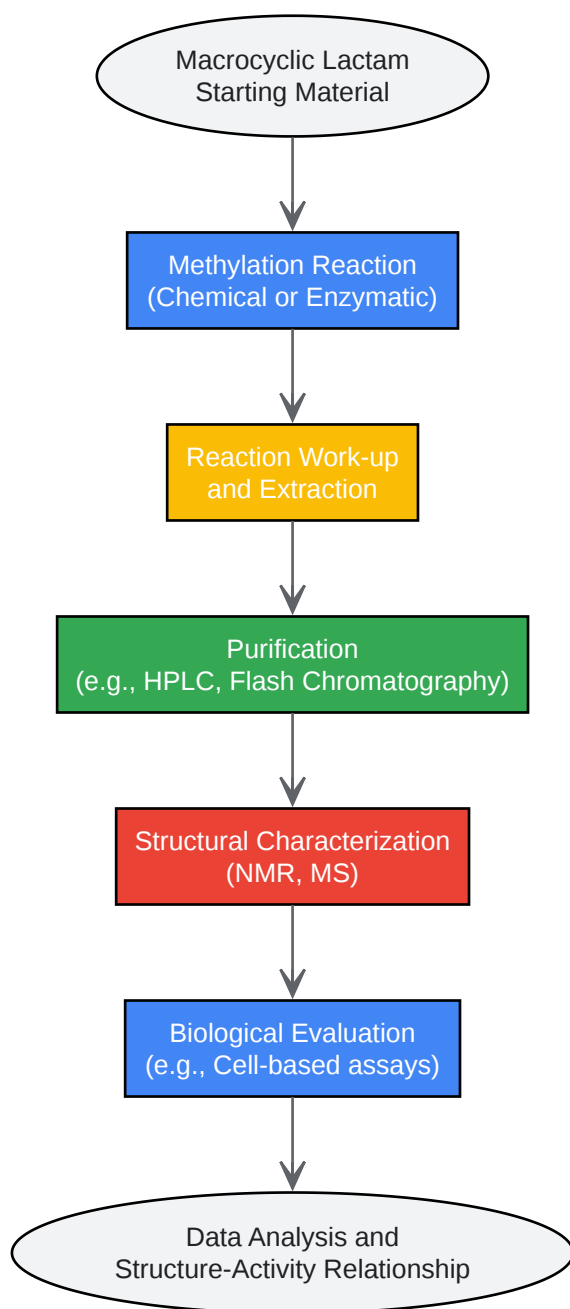 Macrocyclic Lactam
Starting Material
Methylation Reaction
(Chemical or Enzymatic)
Reaction Work-up
and Extraction
Purification
(e.g., HPLC, Flash Chromatography)
Structural Characterization
(NMR, MS)
Biological Evaluation
(e.g., Cell-based assays)
Data Analysis and
Structure-Activity Relationship